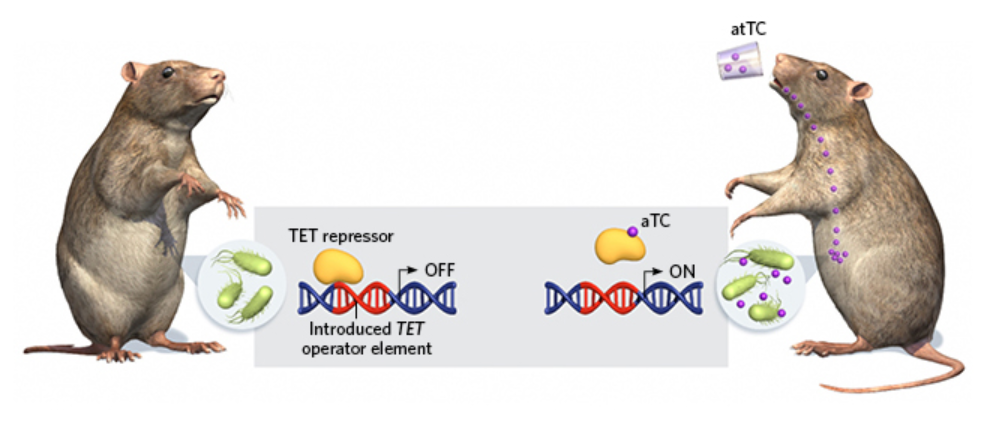 atTC
TET repressor
OFF
Introduced TET
operator element
aTC
ON